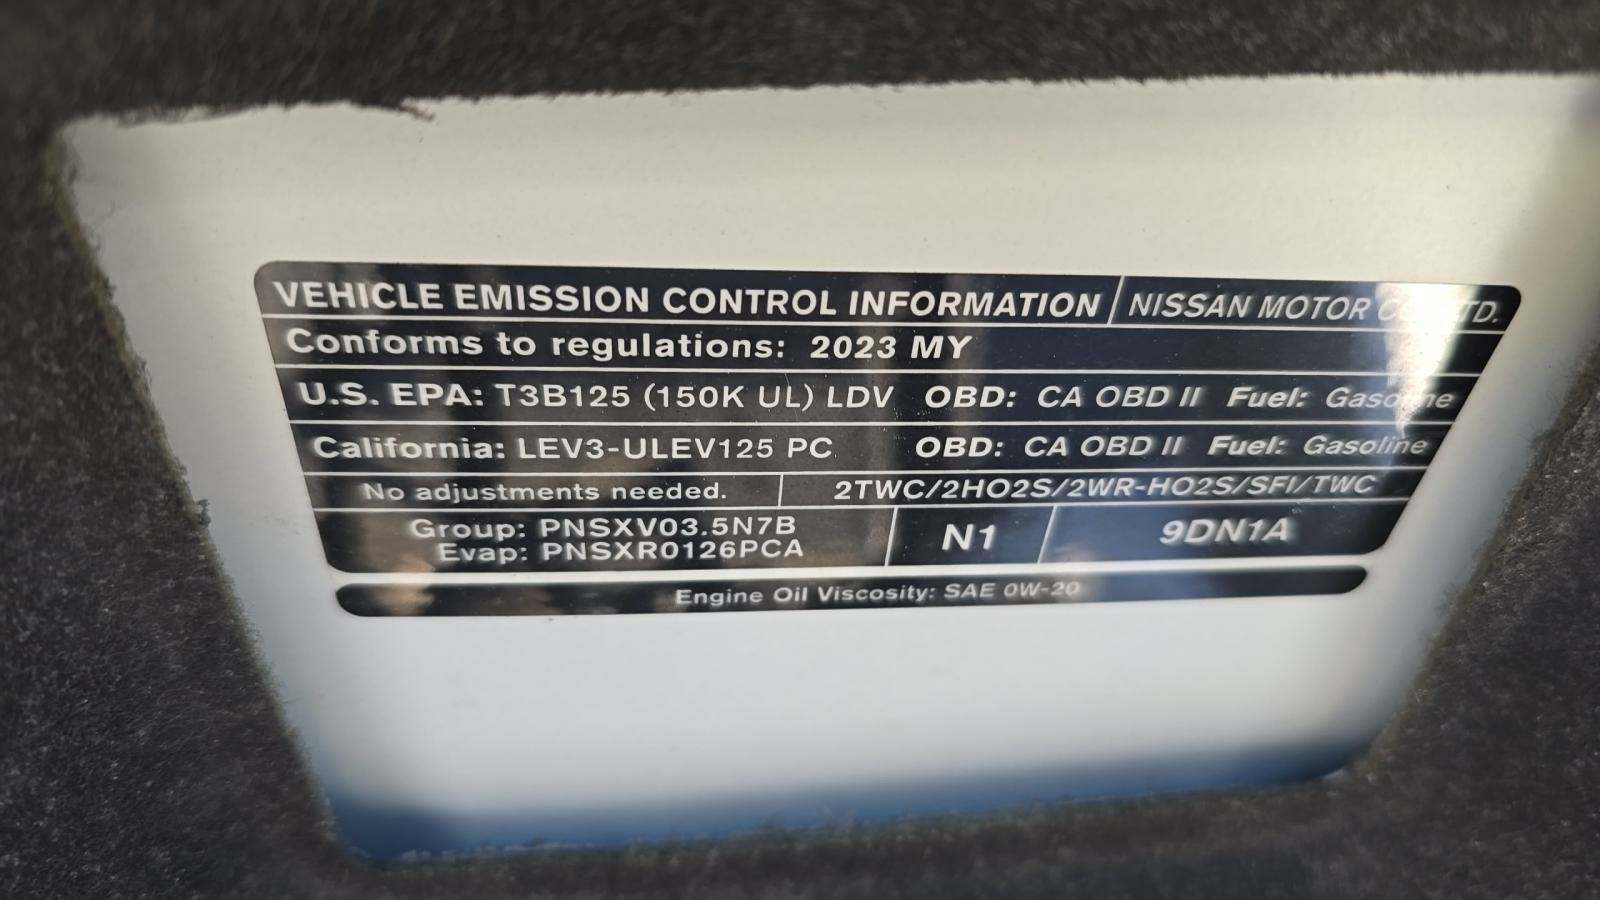 VEHICLE EMISSION CONTROL INFORMATION NISSAN MOTOR
Conforms to regulations: 2023 MY
U.S. EPA: T3B125 (150K UL) LDV OBD: CA OBD II Fuel: Gasoline
California: LEV3-ULEV125 PC OBD: CA OBD II Fuel: Gasoline
No adjustments needed. 2TWC/2HO2S/2WR-HO2S/SFI/TWC
Group: PNSXV03.5N7B
Evap: PNSXR0126PCA
N1
9DN1A
Engine Oil Viscosity: SAE 0W-20